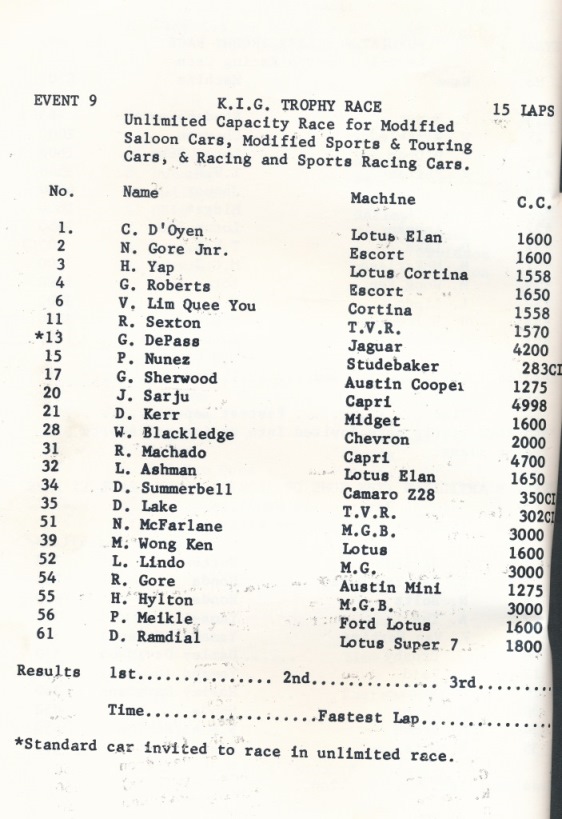 EVENT 9 K.I.G. TROPHY RACE 15 LAPS
Unlimited Capacity Race for Modified
Saloon Cars, Modified Sports & Touring
Cars, & Racing and Sports Racing Cars.
No. Name Machine C.C.
1. C. D'Oyen Lotus Elan 1600
2 N. Gore Jnr. Escort 1600
3 H. Yap Lotus Cortina 1558
4 G. Roberts Escort 1650
6 V. Lim Quee You Cortina 1558
11 R. Sexton T.V.R. 1570
*13 G. DePass Jaguar 4200
15 P. Nunez Studebaker 283CI
17 G. Sherwood Austin Cooper 1275
20 J. Sarju Capri 4998
21 D. Kerr Midget 1600
28 W. Blackledge Chevron 2000
31 R. Machado Capri 4700
32 L. Ashman Lotus Elan 1650
34 D. Summerbell Camaro Z28 350CI
35 D. Lake T.V.R. 302CI
51 N. McFarlane M.G.B. 3000
39 M. Wong Ken Lotus 1600
52 L. Lindo M.G. 3000
54 R. Gore Austin Mini 1275
55 H. Hylton M.G.B. 3000
56 P. Meikle Ford Lotus 1600
61 D. Ramdial Lotus Super 7 1800
Results 1st............... 2nd.............. 3rd........
Time...................Fastest Lap...............
*Standard car invited to race in unlimited race.